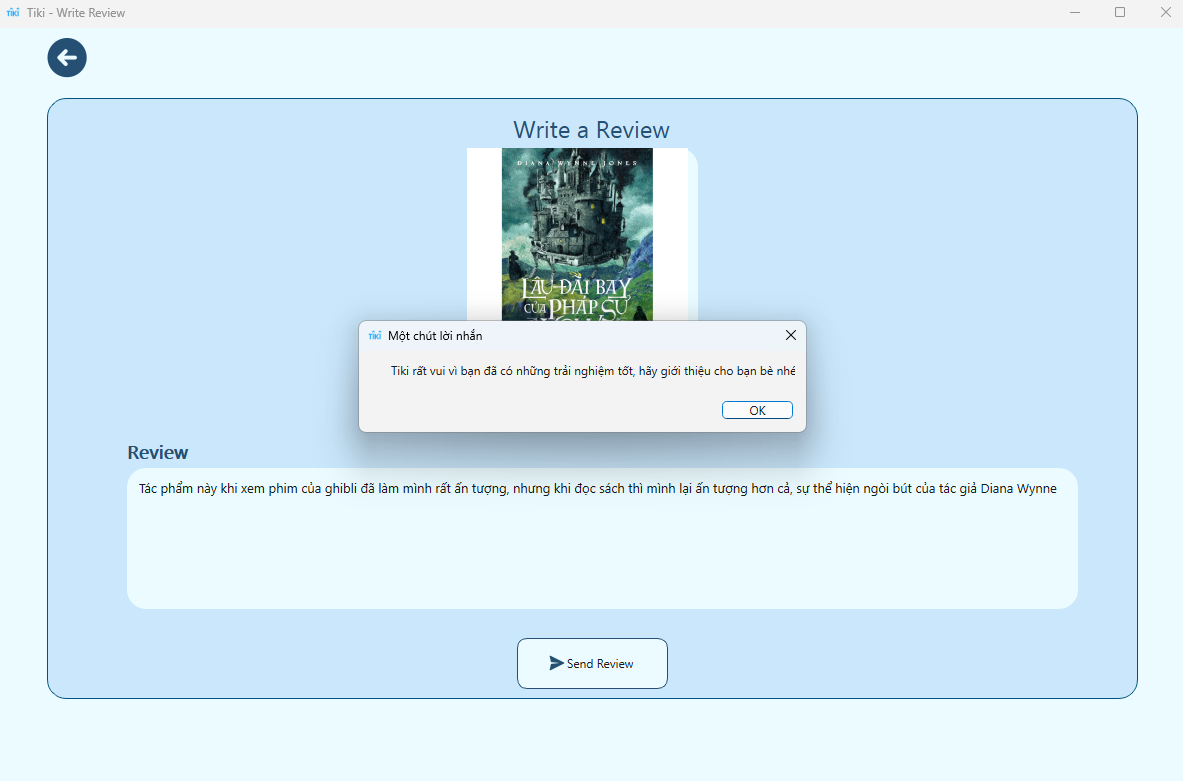 TIKI Tiki - Write Review
Write a Review
DIANA WYNNE JONES
LÂU ĐÀI BAY
CỦA PHÁP SƯ
TIKI Một chút lời nhắn
Tiki rất vui vì bạn đã có những trải nghiệm tốt, hãy giới thiệu cho bạn bè nhé
OK
Review
Tác phẩm này khi xem phim của ghibli đã làm mình rất ấn tượng, nhưng khi đọc sách thì mình lại ấn tượng hơn cả, sự thể hiện ngòi bút của tác giả Diana Wynne
Send Review